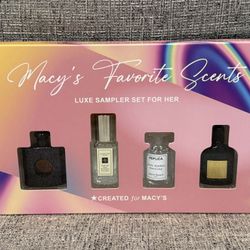 Macy's Favorite Scents
LUXE SAMPLER SET FOR HER
REPLICA
★CREATED for MACY'S